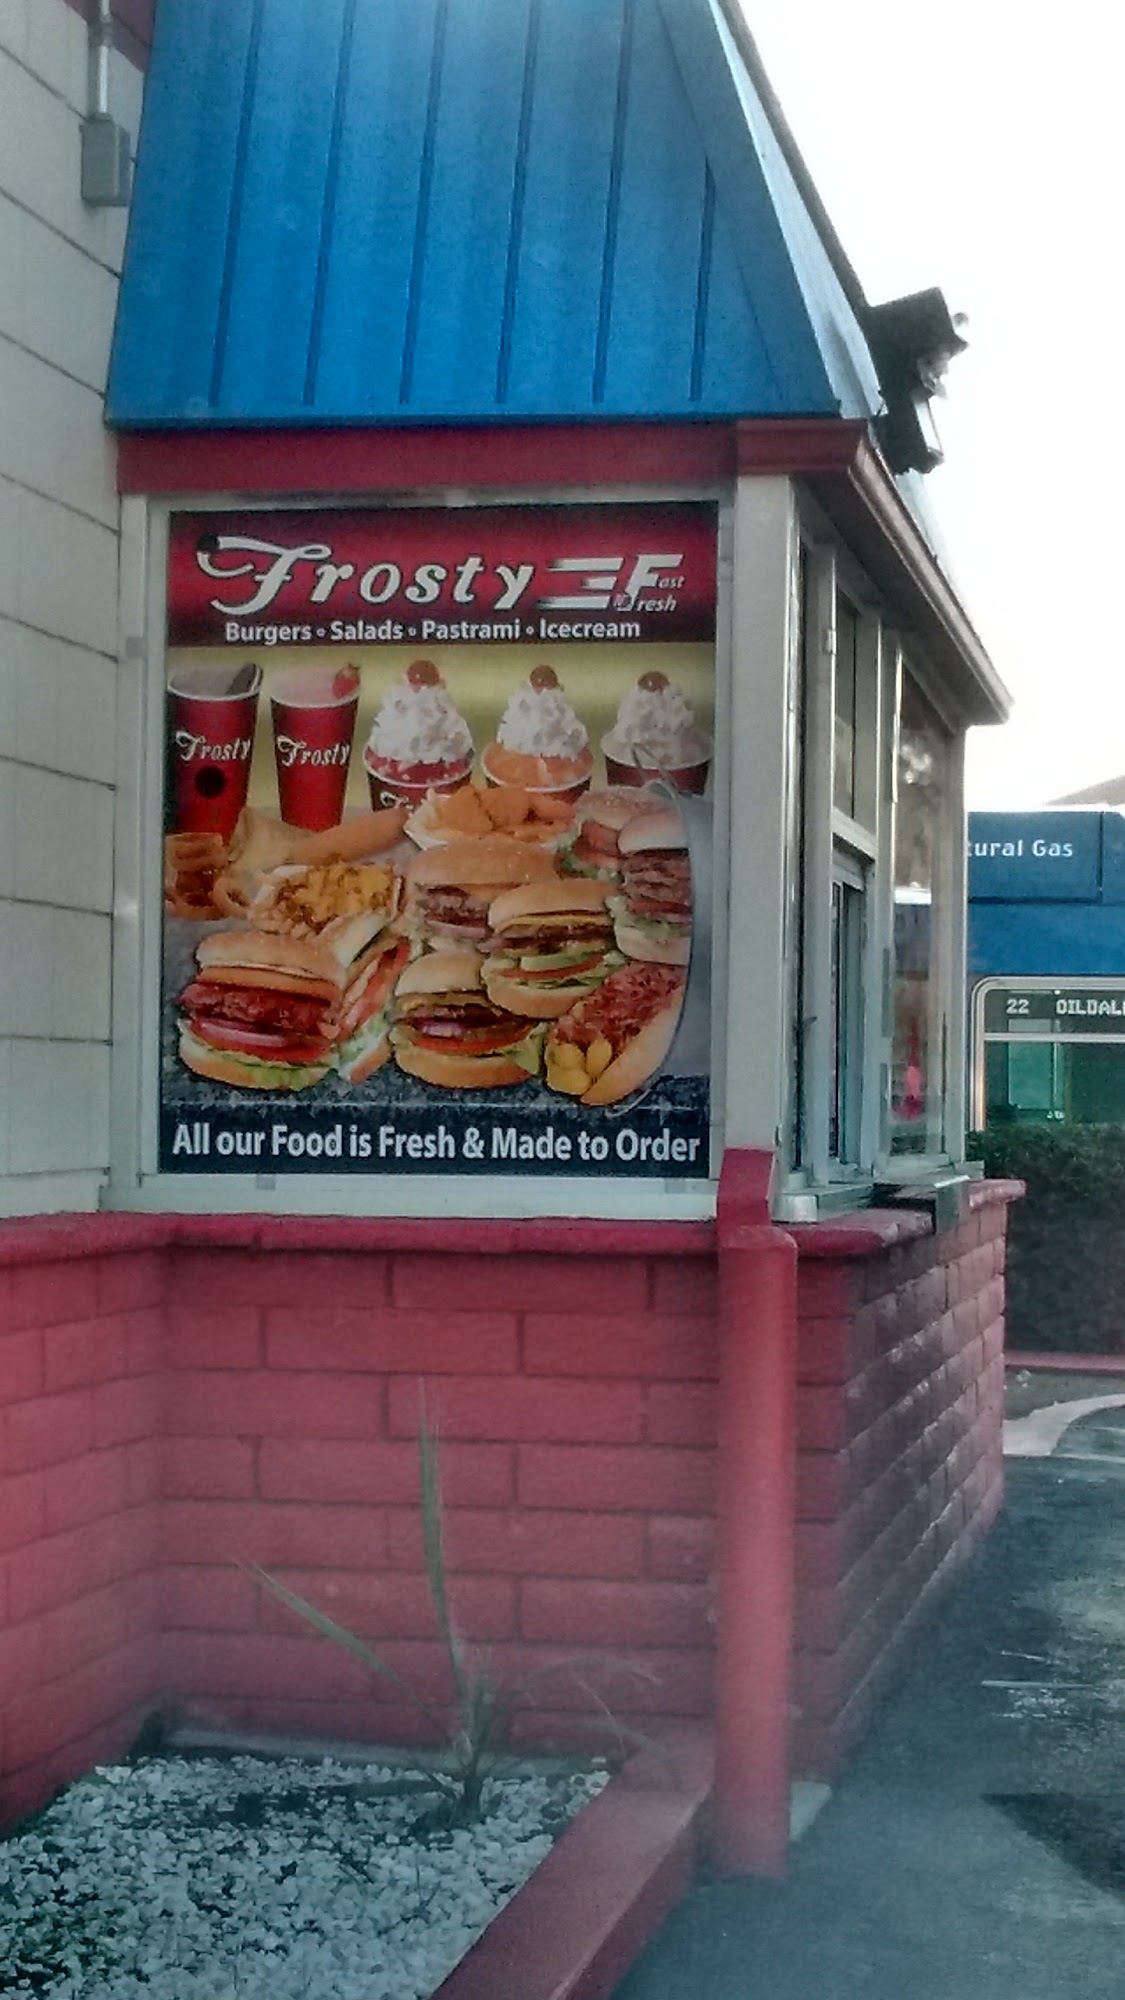 Frosty Fast
Fresh
Burgers • Salads • Pastrami • Icecream
Frosty Frosty
All our Food is Fresh & Made to Order
tural Gas
22 OILDAL